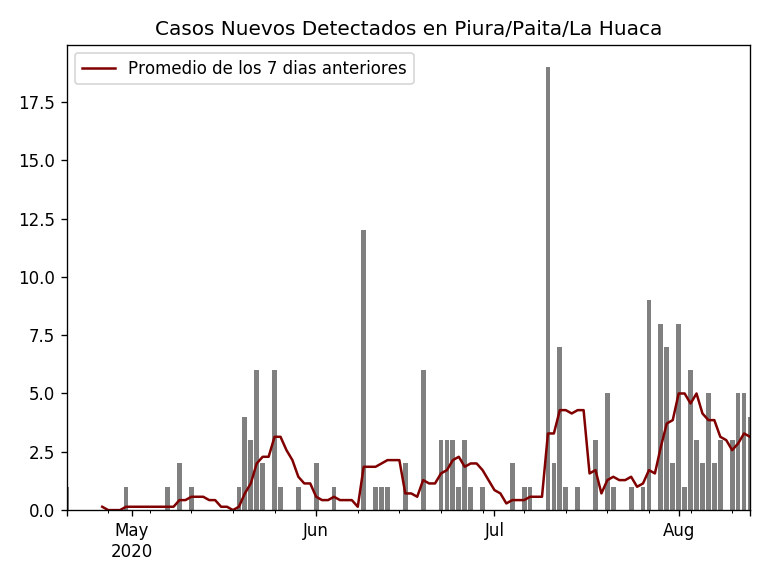 Casos Nuevos Detectados en Piura/Paita/La Huaca
Promedio de los 7 dias anteriores
17.5
15.0
12.5
10.0
7.5
5.0
2.5
0.0
May
2020
Jun
Jul
Aug